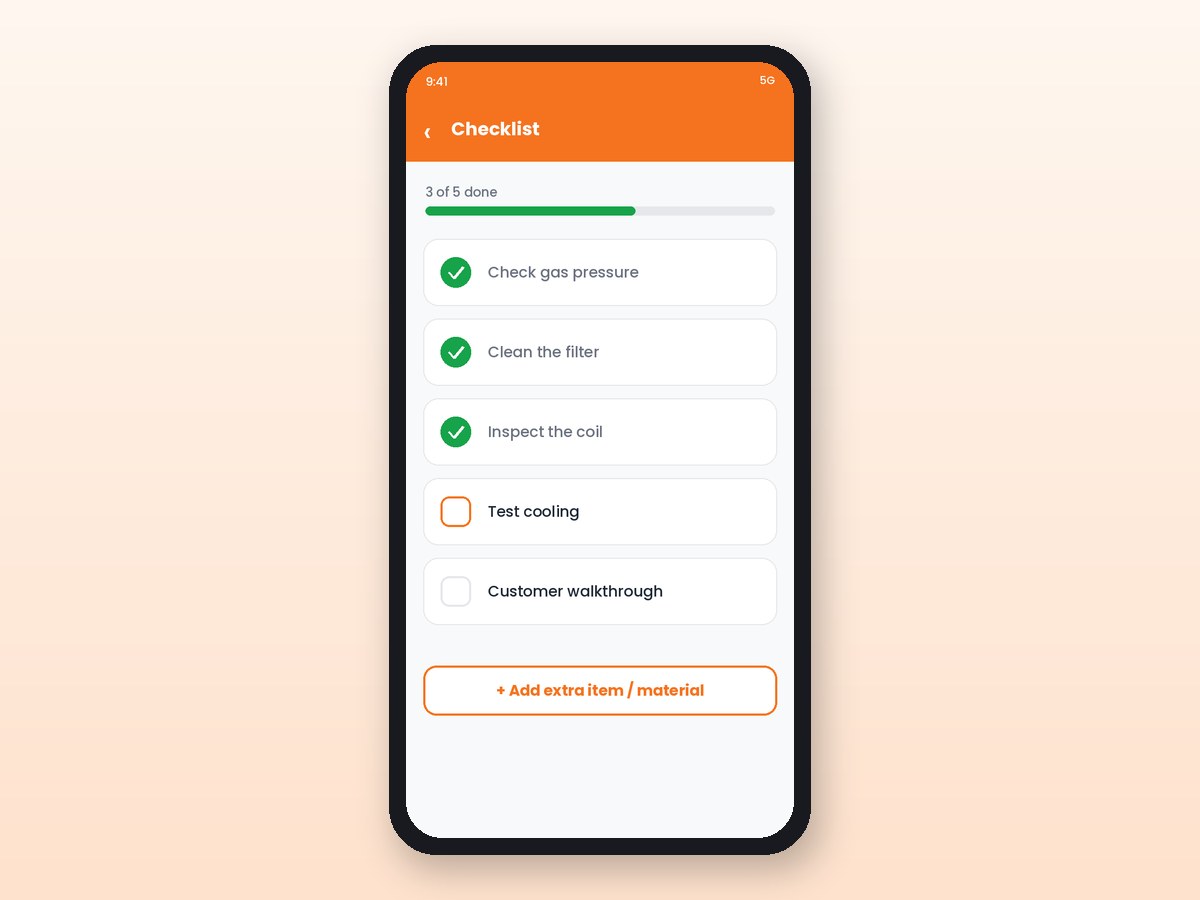 9:41
5G
‹ Checklist
3 of 5 done
Check gas pressure
Clean the filter
Inspect the coil
Test cooling
Customer walkthrough
+ Add extra item / material